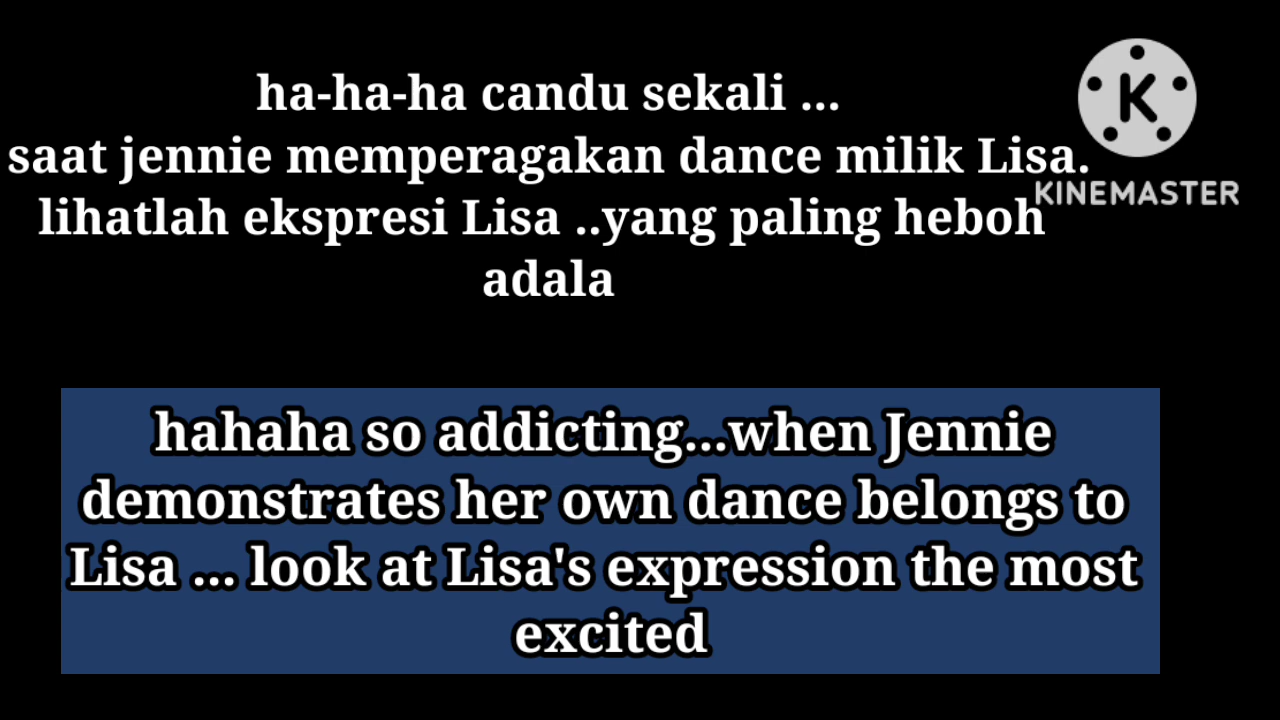 ha-ha-ha candu sekali ...
saat jennie memperagakan dance milik Lisa.
lihatlah ekspresi Lisa ..yang paling heboh
adala
K
KINEMASTER
hahaha so addicting...when Jennie
demonstrates her own dance belongs to
Lisa ... look at Lisa's expression the most
excited